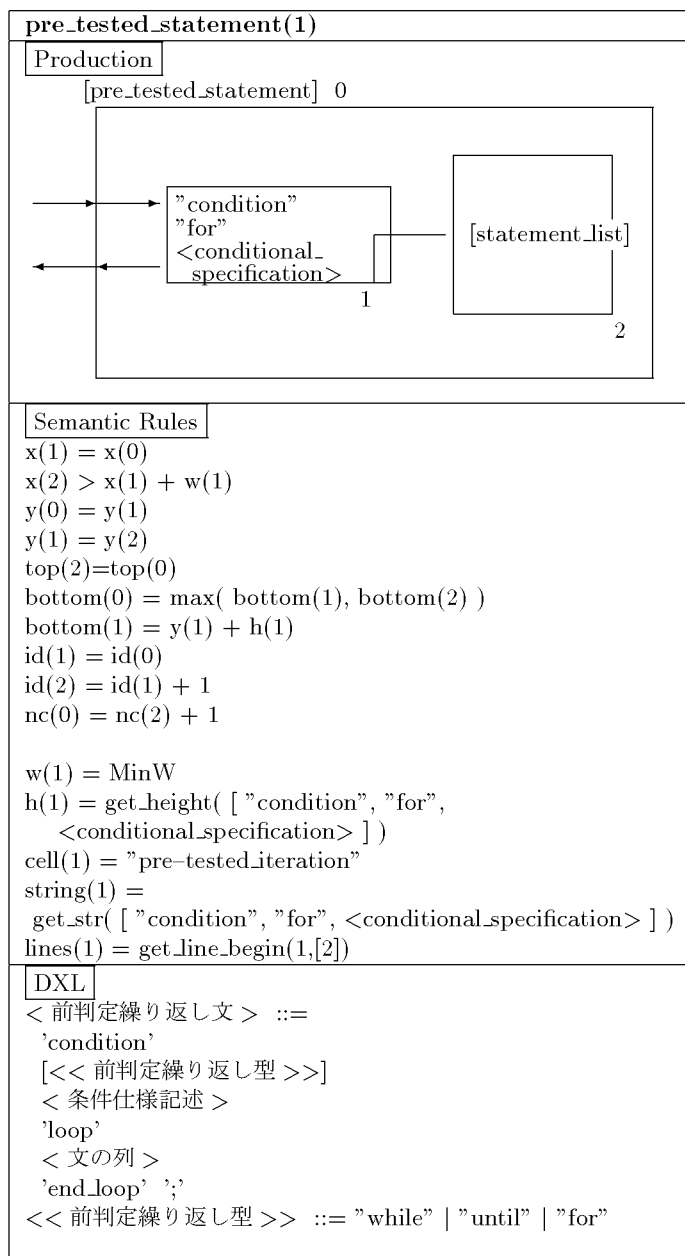 pre_tested_statement(1)
Production
[pre_tested_statement] 0
"condition"
"for"
<conditional_
specification>
1
[statement_list]
2
Semantic Rules
x(1) = x(0)
x(2) > x(1) + w(1)
y(0) = y(1)
y(1) = y(2)
top(2)=top(0)
bottom(0) = max( bottom(1), bottom(2) )
bottom(1) = y(1) + h(1)
id(1) = id(0)
id(2) = id(1) + 1
nc(0) = nc(2) + 1
w(1) = MinW
h(1) = get_height( [ "condition", "for",
<conditional_specification> ] )
cell(1) = "pre–tested_iteration"
string(1) =
get_str( [ "condition", "for", <conditional_specification> ] )
lines(1) = get_line_begin(1,[2])
DXL
< 前判定繰り返し文 > ::=
'condition'
[<< 前判定繰り返し型 >>]
< 条件仕様記述 >
'loop'
< 文の列 >
'end_loop' ';'
<< 前判定繰り返し型 >> ::= "while" | "until" | "for"